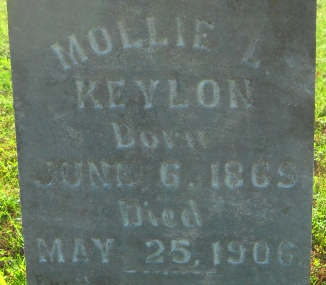 MOLLIE L.
KEYLON
Born
JUNE 6, 1869
Died
MAY 25, 1906